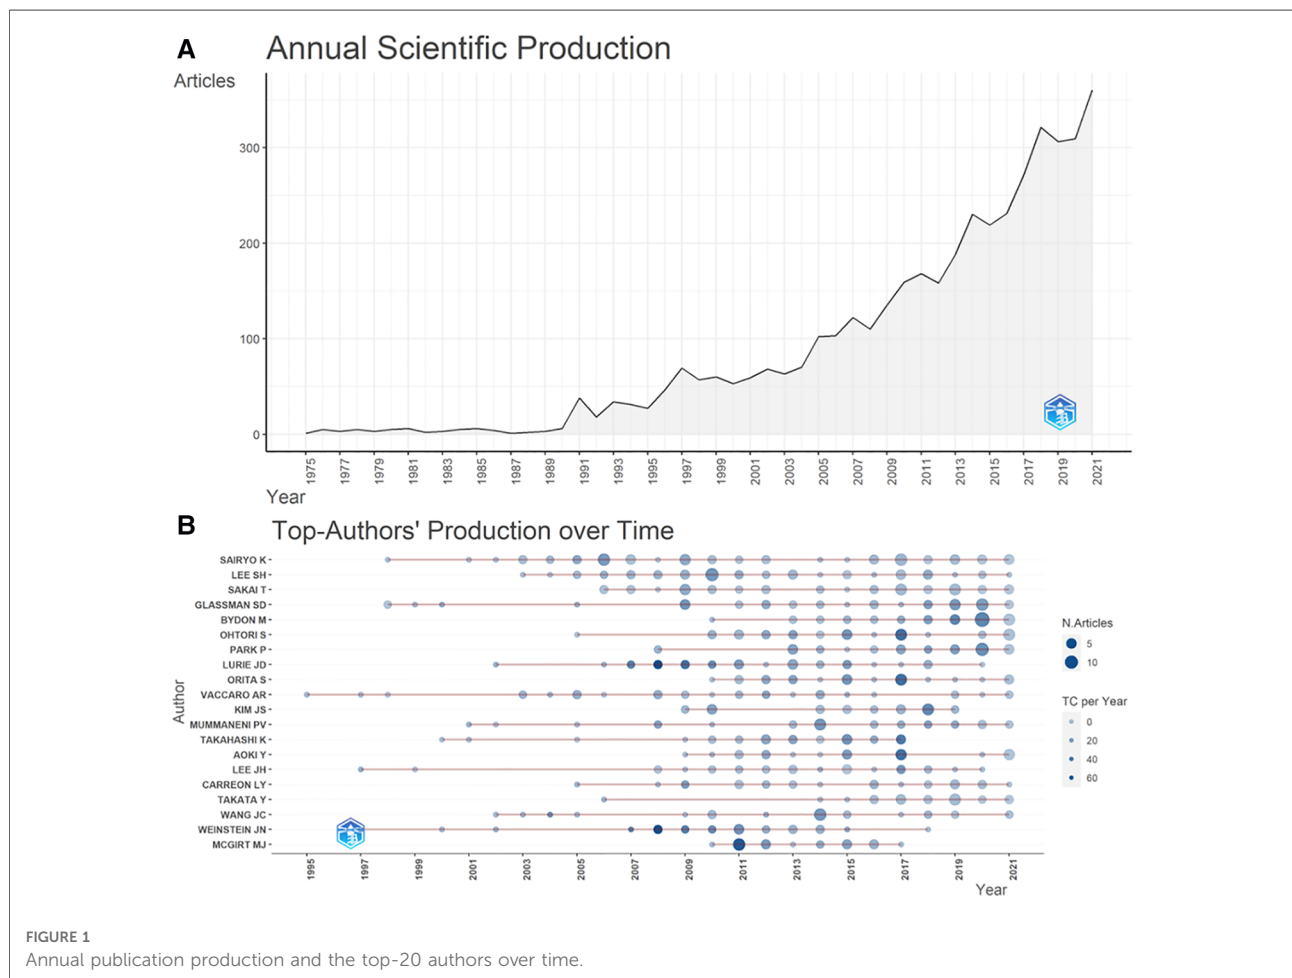 A
Annual Scientific Production
Articles
300
200
100
0
1975 1977 1979 1981 1983 1985 1987 1989 1991 1993 1995 1997 1999 2001 2003 2005 2007 2009 2011 2013 2015 2017 2019 2021
Year
B
Top-Authors' Production over Time
Author
SAIRYO K
LEE SH
SAKAI T
GLASSMAN SD
BYDON M
OHTORI S
PARK P
LURIE JD
ORITA S
VACCARO AR
KIM JS
MUMMANENI PV
TAKAHASHI K
AOKI Y
LEE JH
CARREON LY
TAKATA Y
WANG JC
WEINSTEIN JN
MCGIRT MJ
N.Articles
5
10
TC per Year
0
20
40
60
1995 1997 1999 2001 2003 2005 2007 2009 2011 2013 2015 2017 2019 2021
Year
FIGURE 1
Annual publication production and the top-20 authors over time.